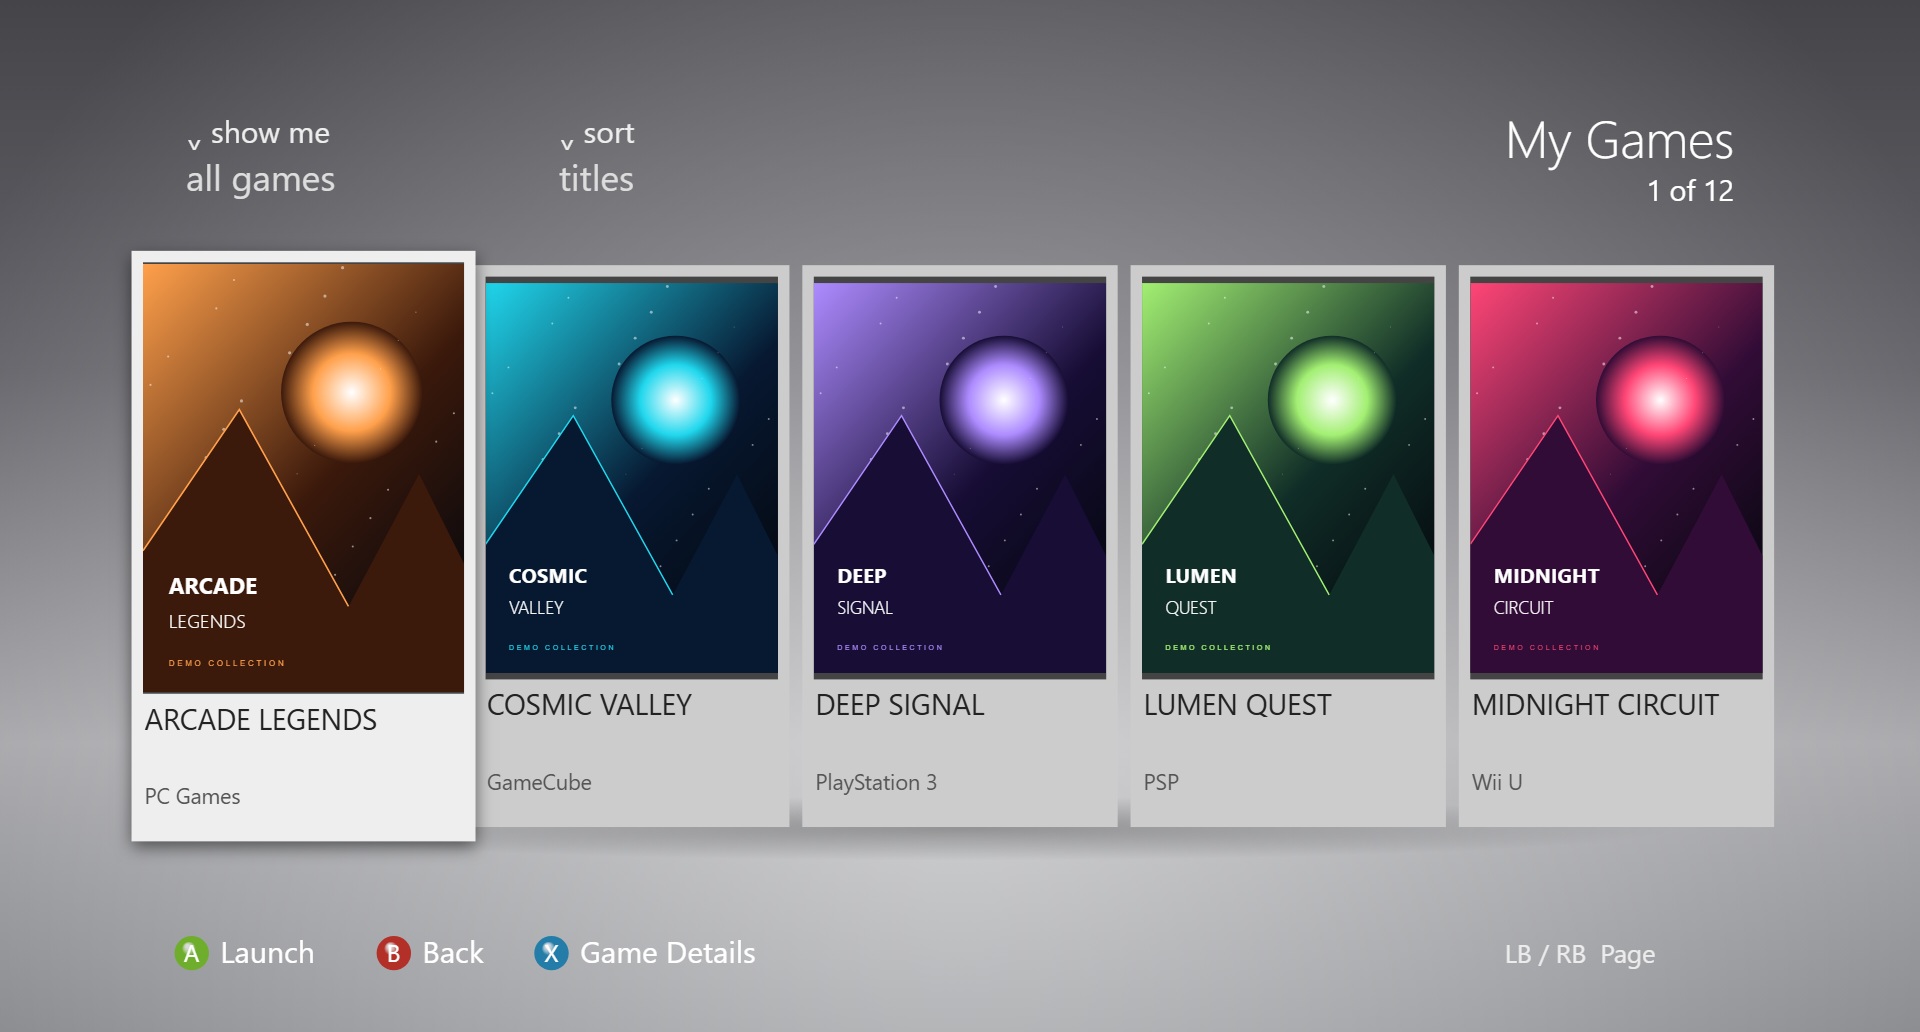 v show me
all games
v sort
titles
My Games
1 of 12
ARCADE
LEGENDS
DEMO COLLECTION
ARCADE LEGENDS
PC Games
COSMIC
VALLEY
DEMO COLLECTION
COSMIC VALLEY
GameCube
DEEP
SIGNAL
DEMO COLLECTION
DEEP SIGNAL
PlayStation 3
LUMEN
QUEST
DEMO COLLECTION
LUMEN QUEST
PSP
MIDNIGHT
CIRCUIT
DEMO COLLECTION
MIDNIGHT CIRCUIT
Wii U
A Launch
B Back
X Game Details
LB / RB Page